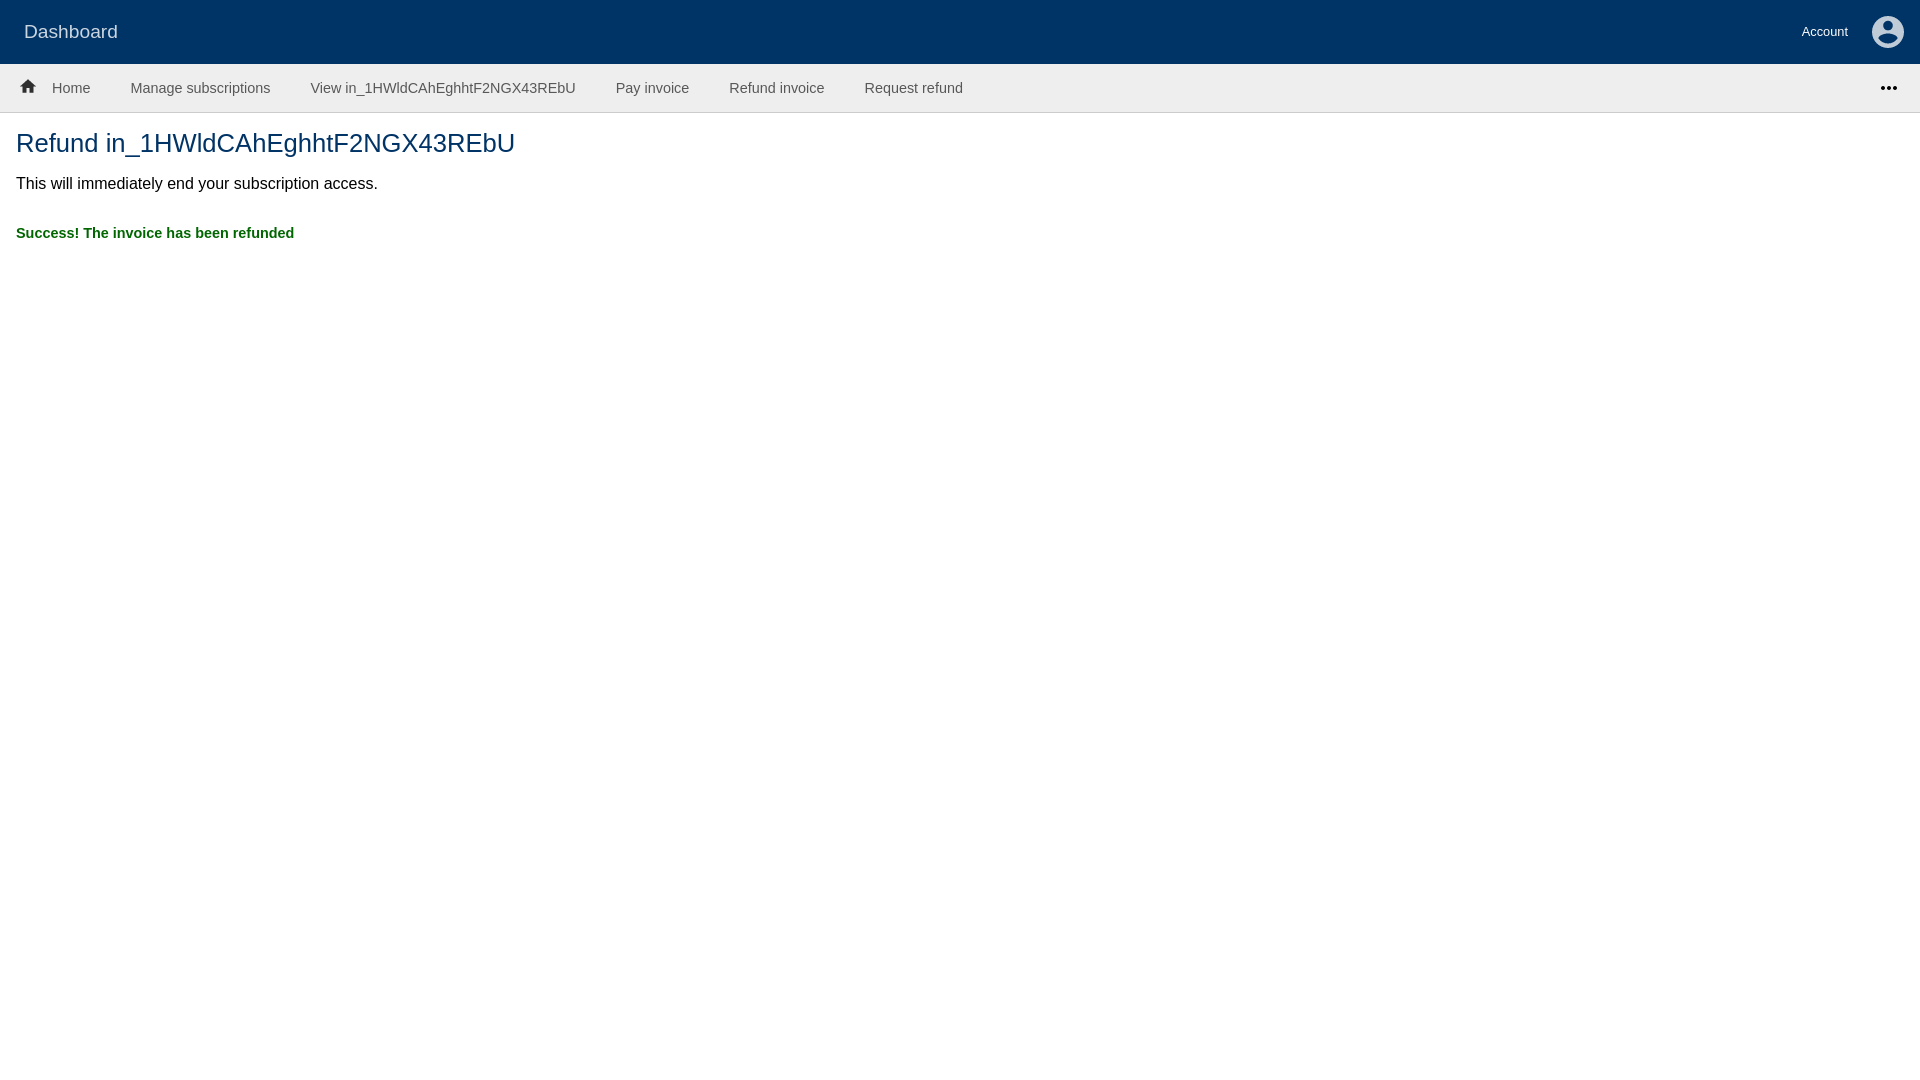 Dashboard
Account
Home
Manage subscriptions
View in_1HWldCAhEghhtF2NGX43REbU
Pay invoice
Refund invoice
Request refund
Refund in_1HWldCAhEghhtF2NGX43REbU
This will immediately end your subscription access.
Success! The invoice has been refunded